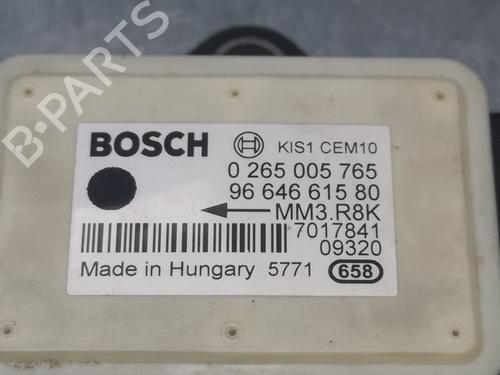 B-PARTS
BOSCH KIS1 CEM10
0 265 005 765
96 646 615 80
MM3.R8K
7017841
09320
Made in Hungary 5771 658